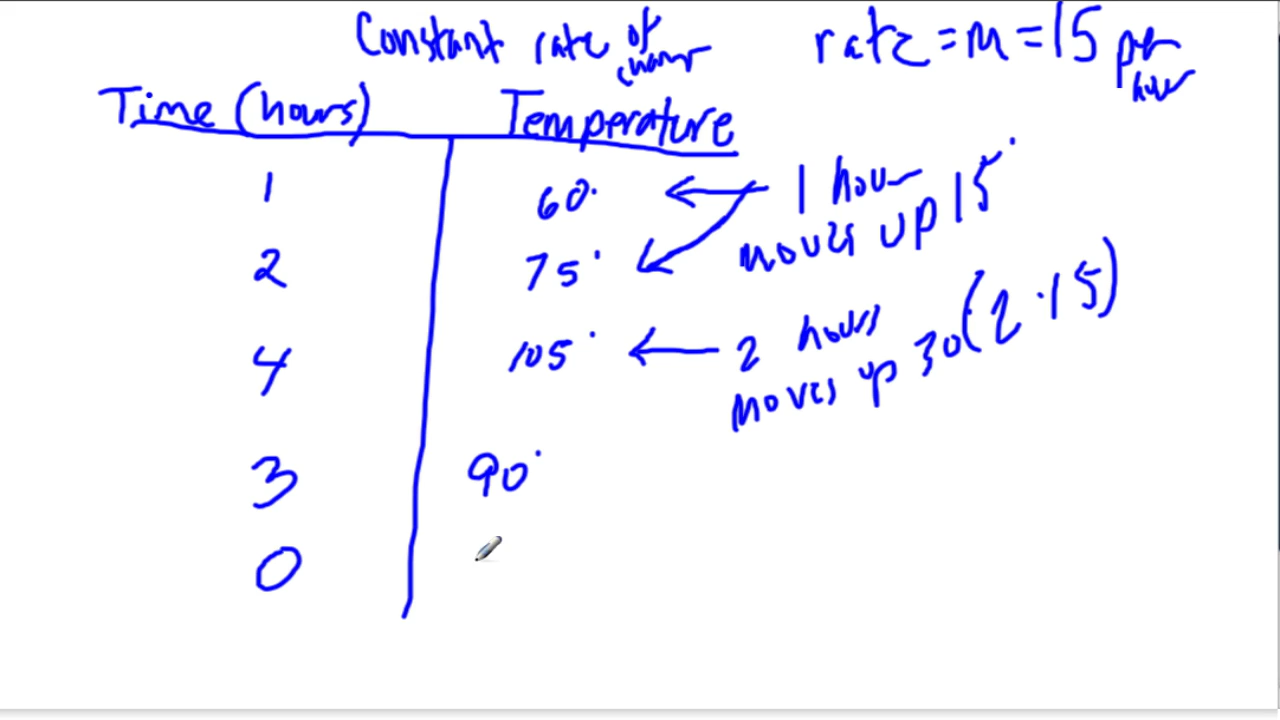 Constant rate of change
rate = m = 15 per hour
Time (hours) Temperature
1 60°
2 75°
4 105°
3 90°
0
1 hour
moves up 15°
2 hours
moves up 30 (2·15)